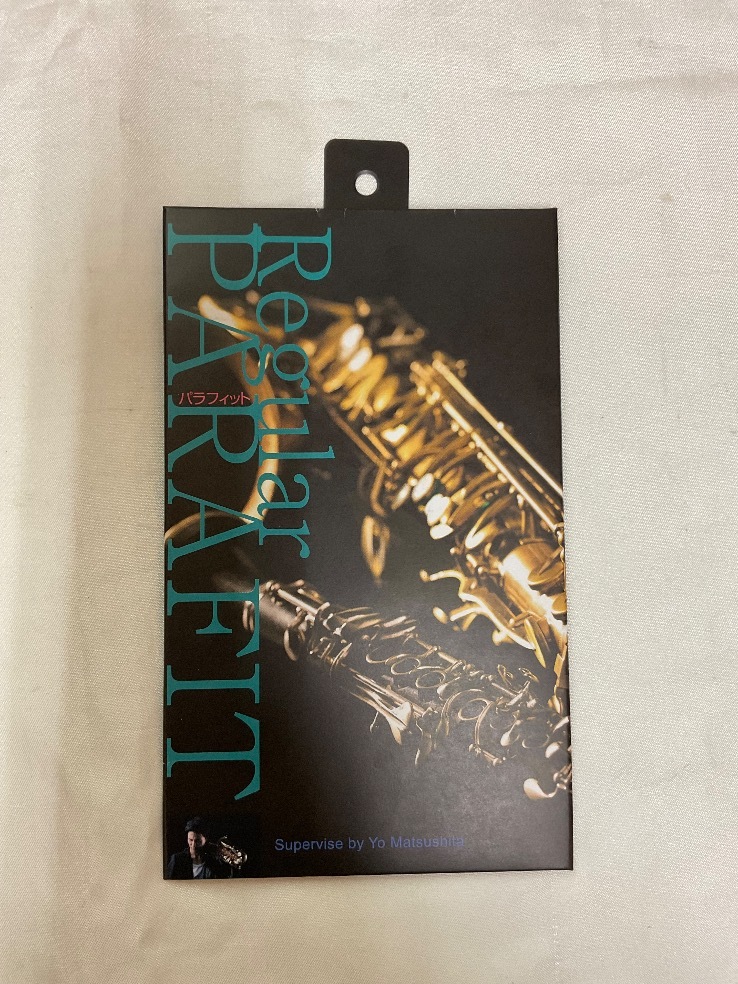 Regular
PARAFIT
パラフィット
Supervise by Yo Matsushita